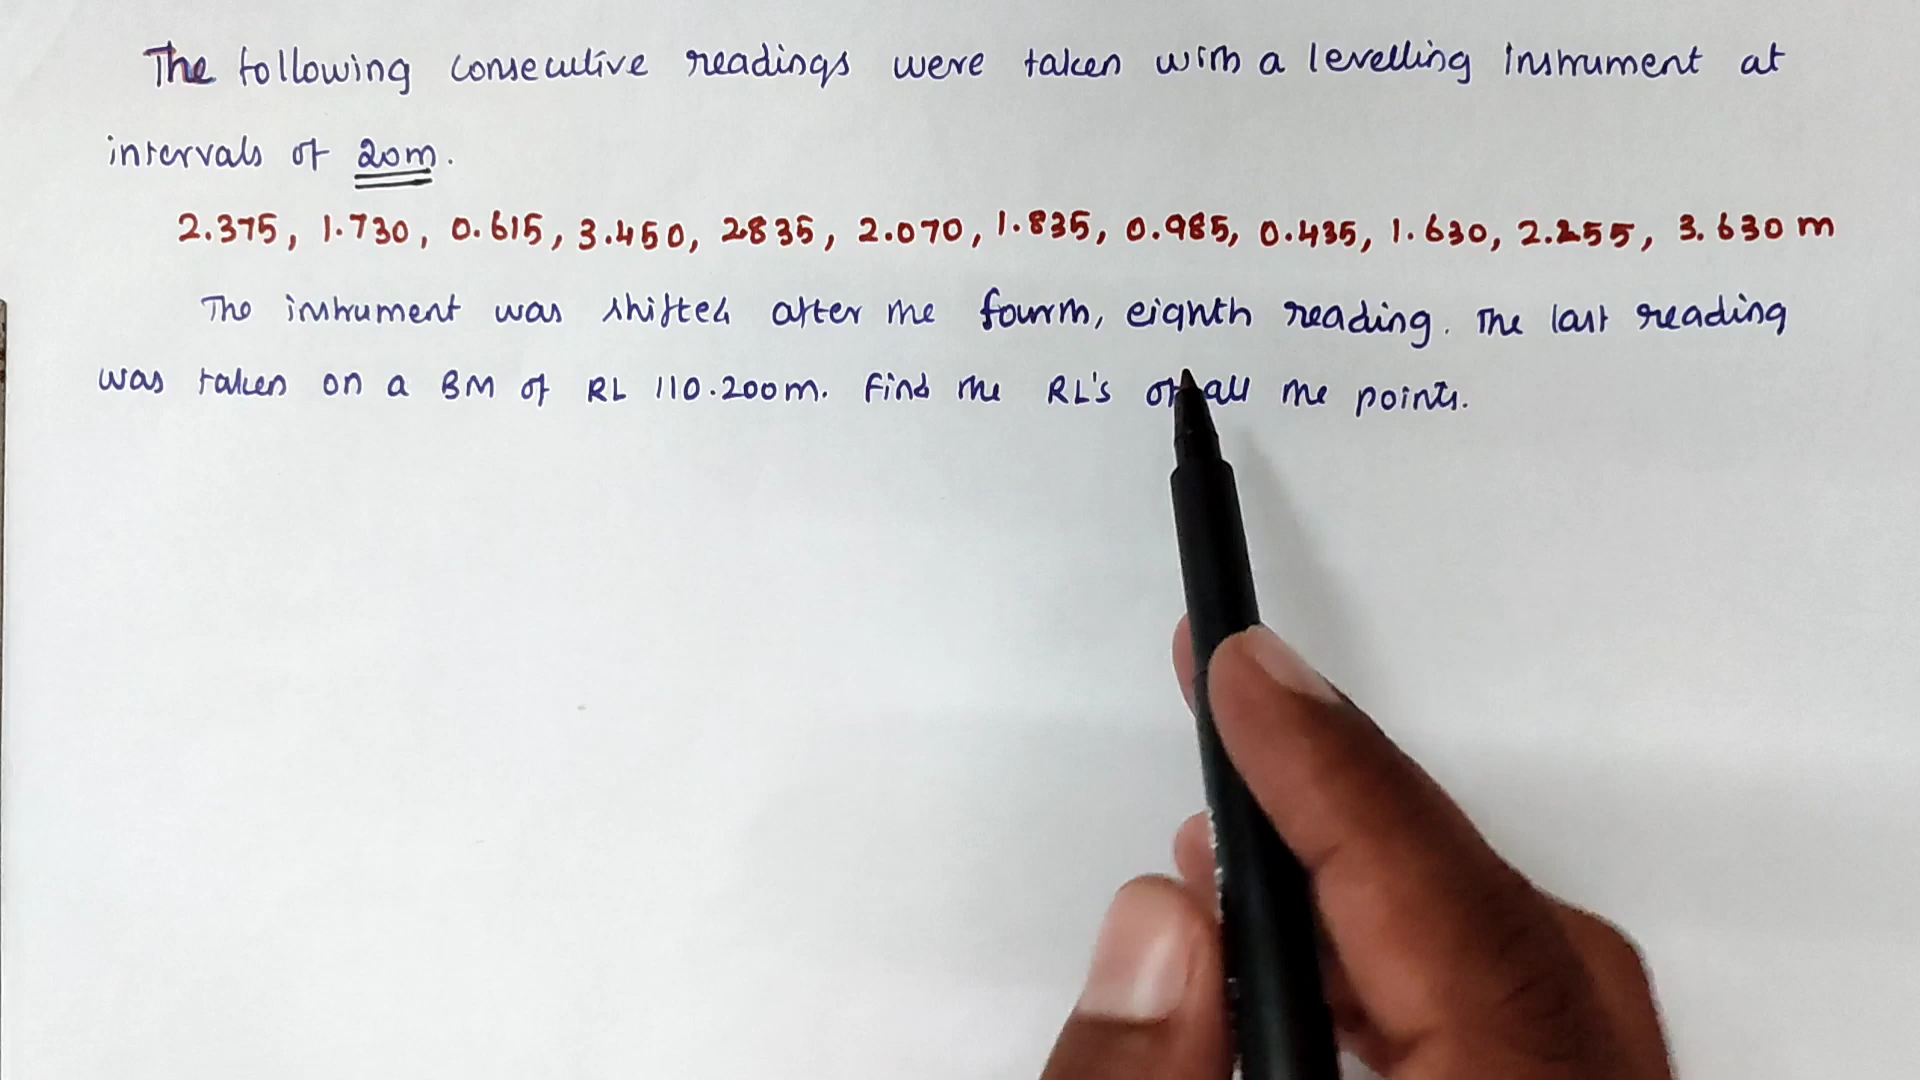 The following consecutive readings were taken with a levelling instrument at
intervals of 20m.
2.375, 1.730, 0.615, 3.450, 2835, 2.070, 1.835, 0.985, 0.435, 1.630, 2.255, 3.630 m
The instrument was shifted after the fourth, eighth reading. The last reading
was taken on a BM of RL 110.200m. Find the RL's of all the points.